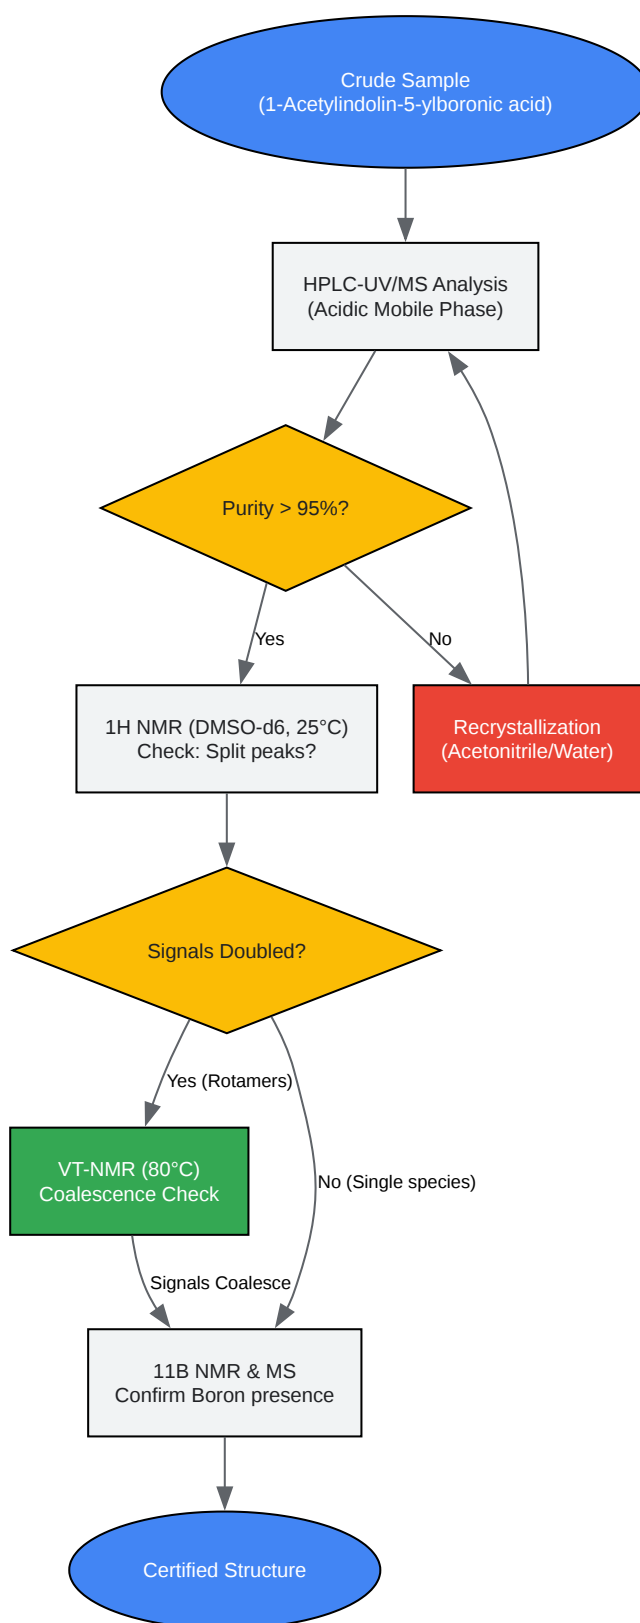 Crude Sample
(1-Acetylindolin-5-ylboronic acid)
HPLC-UV/MS Analysis
(Acidic Mobile Phase)
Purity > 95%?
Yes
No
1H NMR (DMSO-d6, 25°C)
Check: Split peaks?
Recrystallization
(Acetonitrile/Water)
Signals Doubled?
Yes (Rotamers)
VT-NMR (80°C)
Coalescence Check
No (Single species)
Signals Coalesce
11B NMR & MS
Confirm Boron presence
Certified Structure